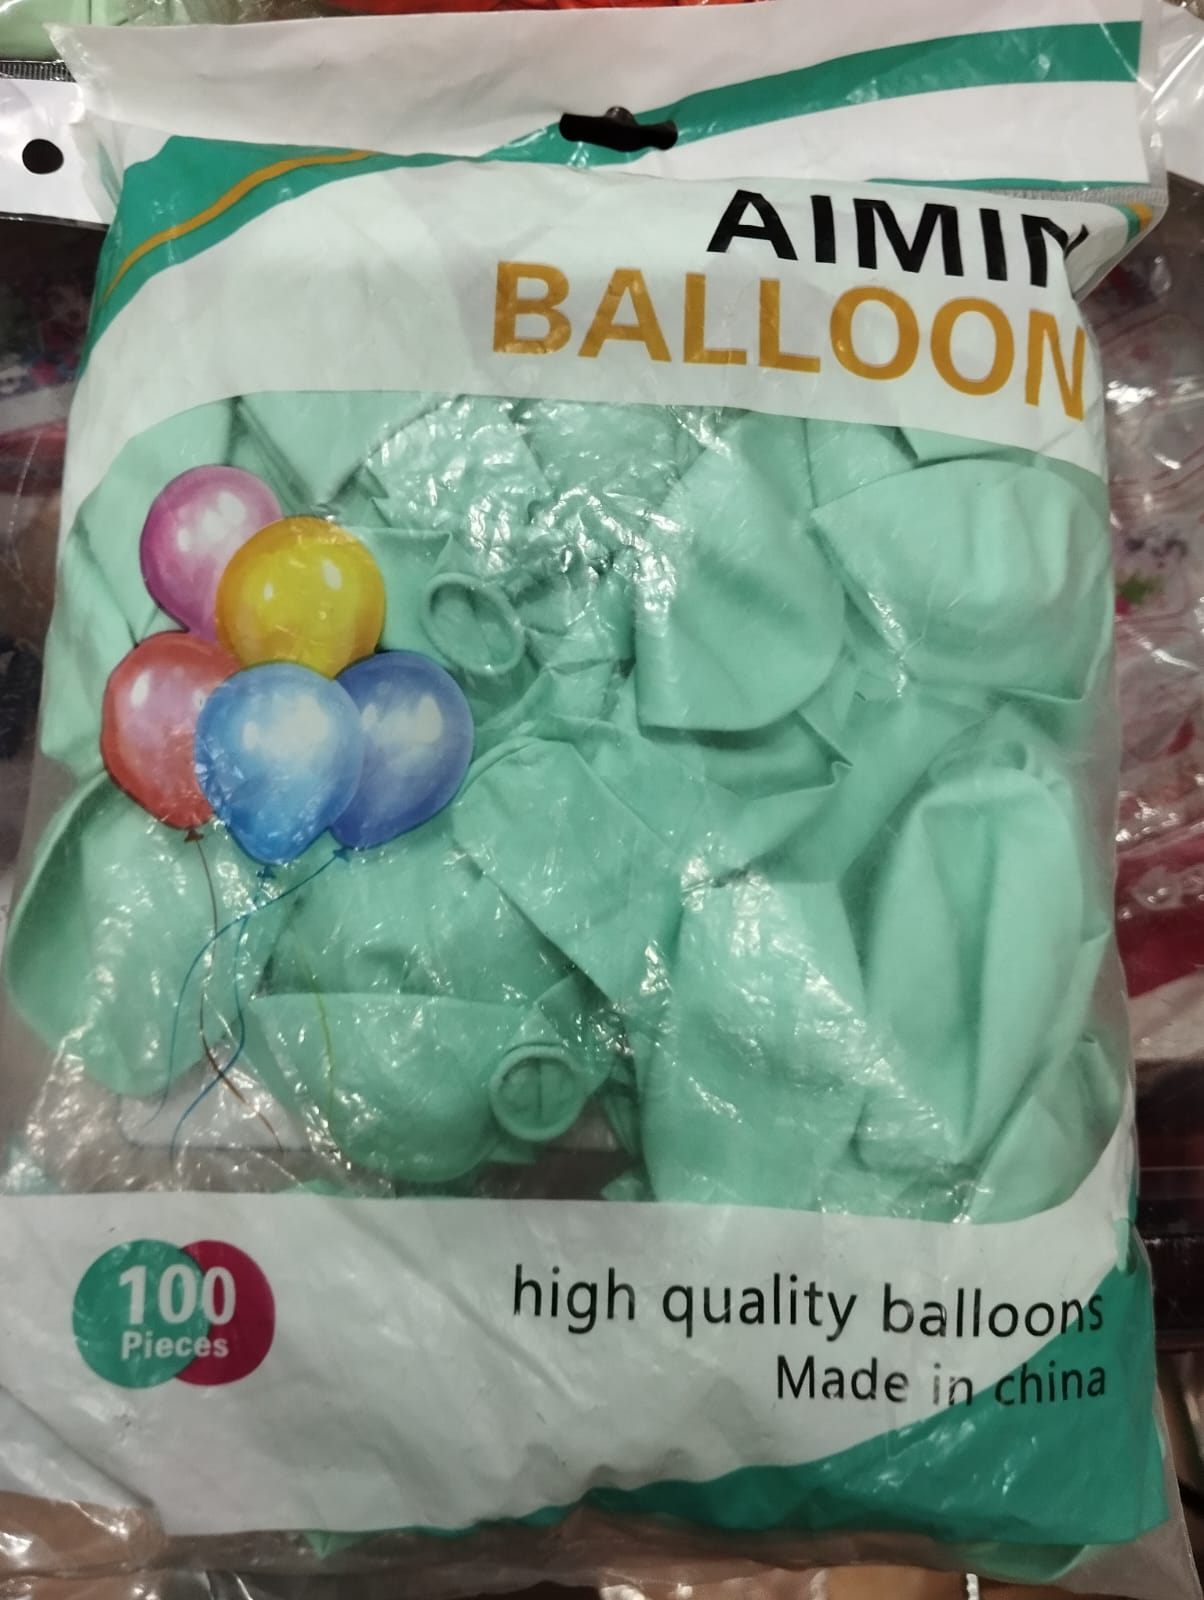 AIMIN
BALLOON
100
Pieces
high quality balloons
Made in china